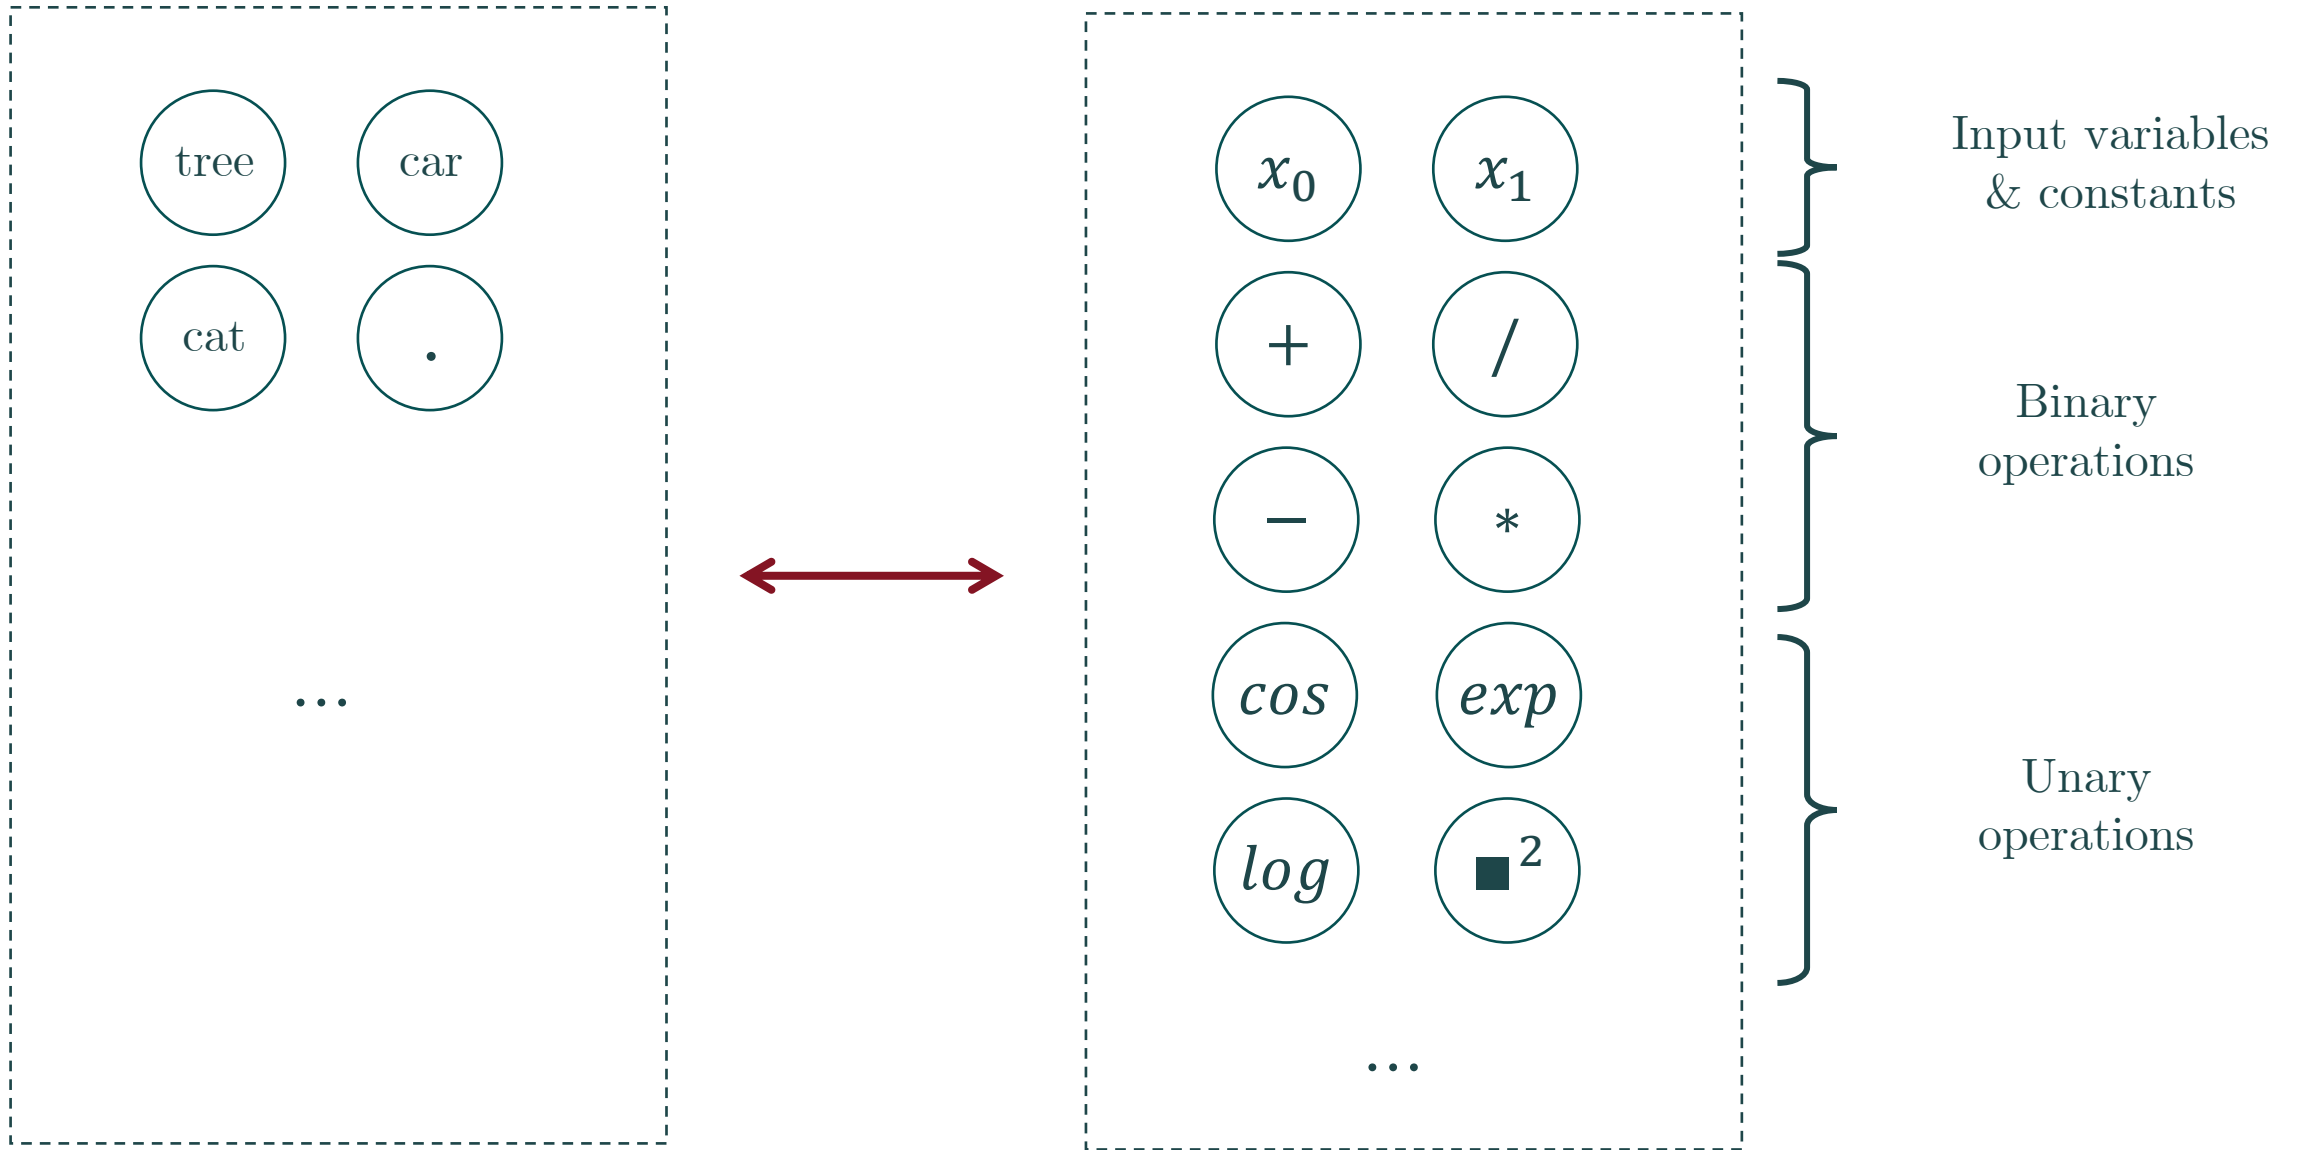 tree car
cat .
...
x₀ x₁
+ /
− *
cos exp
log ■²
...
Input variables
& constants
Binary
operations
Unary
operations